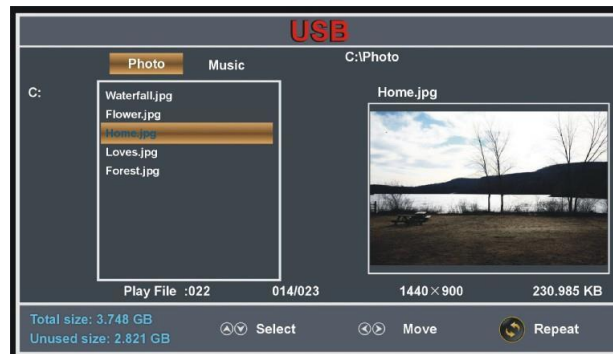 USB
Photo Music C:\Photo
C: Home.jpg
Waterfall.jpg
Flower.jpg
Home.jpg
Loves.jpg
Forest.jpg
Play File :022 014/023 1440×900 230.985 KB
Total size: 3.748 GB
Unused size: 2.821 GB
Select Move Repeat